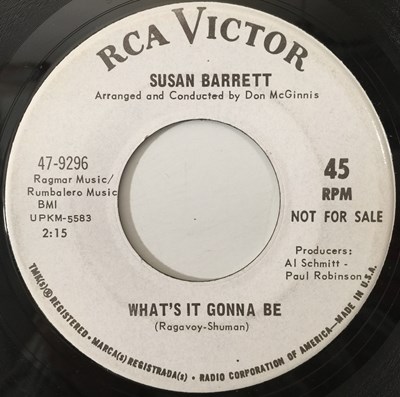 RCA VICTOR
SUSAN BARRETT
Arranged and Conducted by Don McGinnis
47-9296
Ragmar Music/
Rumbalero Music
BMI
UPKM-5583
2:15
45
RPM
NOT FOR SALE
Producers:
Al Schmitt -
Paul Robinson
WHAT'S IT GONNA BE
(Ragavoy-Shuman)
TMK(S)® REGISTERED • MARCA(S) REGISTRADA(S) • RADIO CORPORATION OF AMERICA—MADE IN U.S.A.